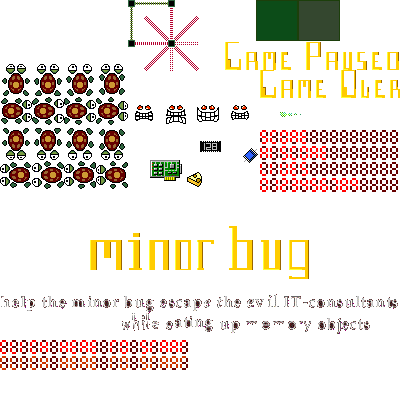 Game Paused
Game Over
minor bug
help the minor bug escape the evil IT-consultants
while eating up memory objects